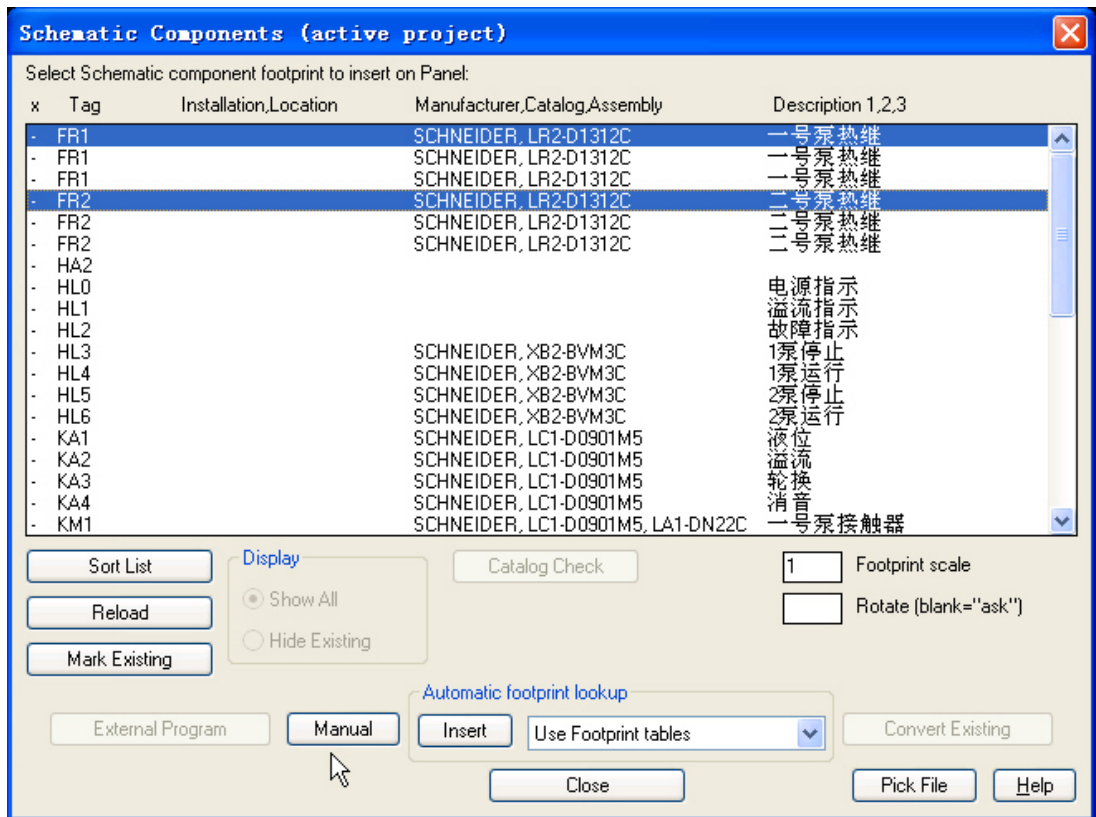 Schematic Components (active project)
Select Schematic component footprint to insert on Panel:
x Tag Installation,Location Manufacturer,Catalog,Assembly Description 1,2,3
- FR1 SCHNEIDER, LR2-D1312C 一号泵热继
- FR1 SCHNEIDER, LR2-D1312C 一号泵热继
- FR1 SCHNEIDER, LR2-D1312C 一号泵热继
- FR2 SCHNEIDER, LR2-D1312C 二号泵热继
- FR2 SCHNEIDER, LR2-D1312C 二号泵热继
- FR2 SCHNEIDER, LR2-D1312C 二号泵热继
- HA2
- HL0 电源指示
- HL1 溢流指示
- HL2 故障指示
- HL3 SCHNEIDER, XB2-BVM3C 1泵停止
- HL4 SCHNEIDER, XB2-BVM3C 1泵运行
- HL5 SCHNEIDER, XB2-BVM3C 2泵停止
- HL6 SCHNEIDER, XB2-BVM3C 2泵运行
- KA1 SCHNEIDER, LC1-D0901M5 液位
- KA2 SCHNEIDER, LC1-D0901M5 溢流
- KA3 SCHNEIDER, LC1-D0901M5 轮换
- KA4 SCHNEIDER, LC1-D0901M5 消音
- KM1 SCHNEIDER, LC1-D0901M5, LA1-DN22C 一号泵接触器
Sort List Display Catalog Check 1 Footprint scale
Reload Show All Rotate (blank="ask")
Mark Existing Hide Existing
Automatic footprint lookup
External Program Manual Insert Use Footprint tables Convert Existing
Close Pick File Help